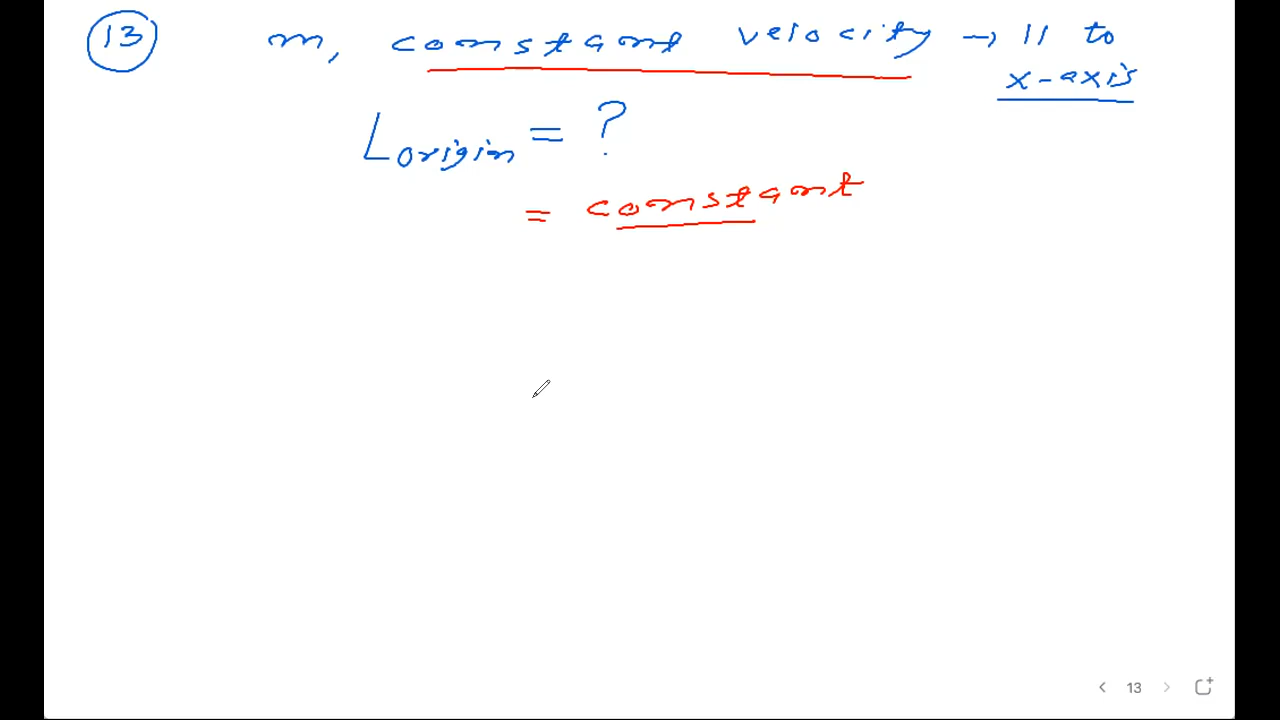 13 m, constant velocity → || to
x-axis
L origin = ?
= constant
13